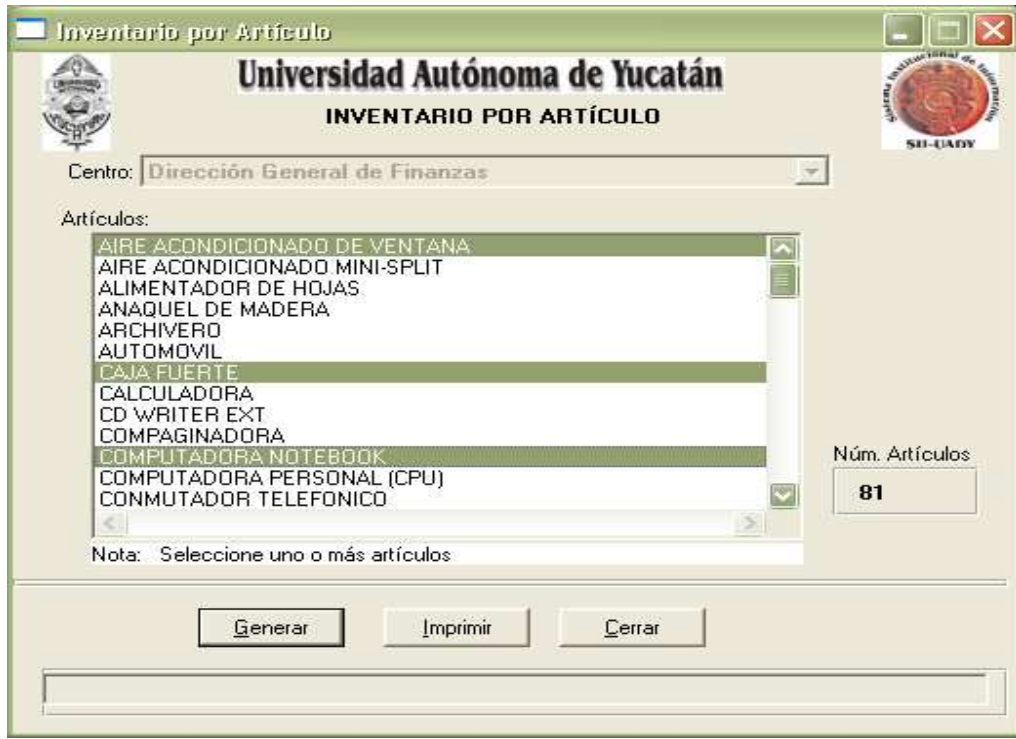 Inventario por Artículo
Universidad Autónoma de Yucatán
INVENTARIO POR ARTÍCULO
SII-UADY
Centro: Dirección General de Finanzas
Artículos:
AIRE ACONDICIONADO DE VENTANA
AIRE ACONDICIONADO MINI-SPLIT
ALIMENTADOR DE HOJAS
ANAQUEL DE MADERA
ARCHIVERO
AUTOMOVIL
CAJA FUERTE
CALCULADORA
CD WRITER EXT
COMPAGINADORA
COMPUTADORA NOTEBOOK
COMPUTADORA PERSONAL (CPU)
CONMUTADOR TELEFONICO
Núm. Artículos
81
Nota: Seleccione uno o más artículos
Generar Imprimir Cerrar